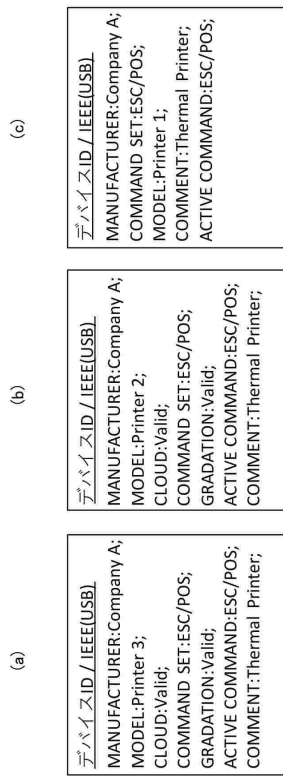 (a)
デバイスID / IEEE(USB)
MANUFACTURER:Company A;
MODEL:Printer 3;
CLOUD:Valid;
COMMAND SET:ESC/POS;
GRADATION:Valid;
ACTIVE COMMAND:ESC/POS;
COMMENT:Thermal Printer;
(b)
デバイスID / IEEE(USB)
MANUFACTURER:Company A;
MODEL:Printer 2;
CLOUD:Valid;
COMMAND SET:ESC/POS;
GRADATION:Valid;
ACTIVE COMMAND:ESC/POS;
COMMENT:Thermal Printer;
(c)
デバイスID / IEEE(USB)
MANUFACTURER:Company A;
COMMAND SET:ESC/POS;
MODEL:Printer 1;
COMMENT:Thermal Printer;
ACTIVE COMMAND:ESC/POS;